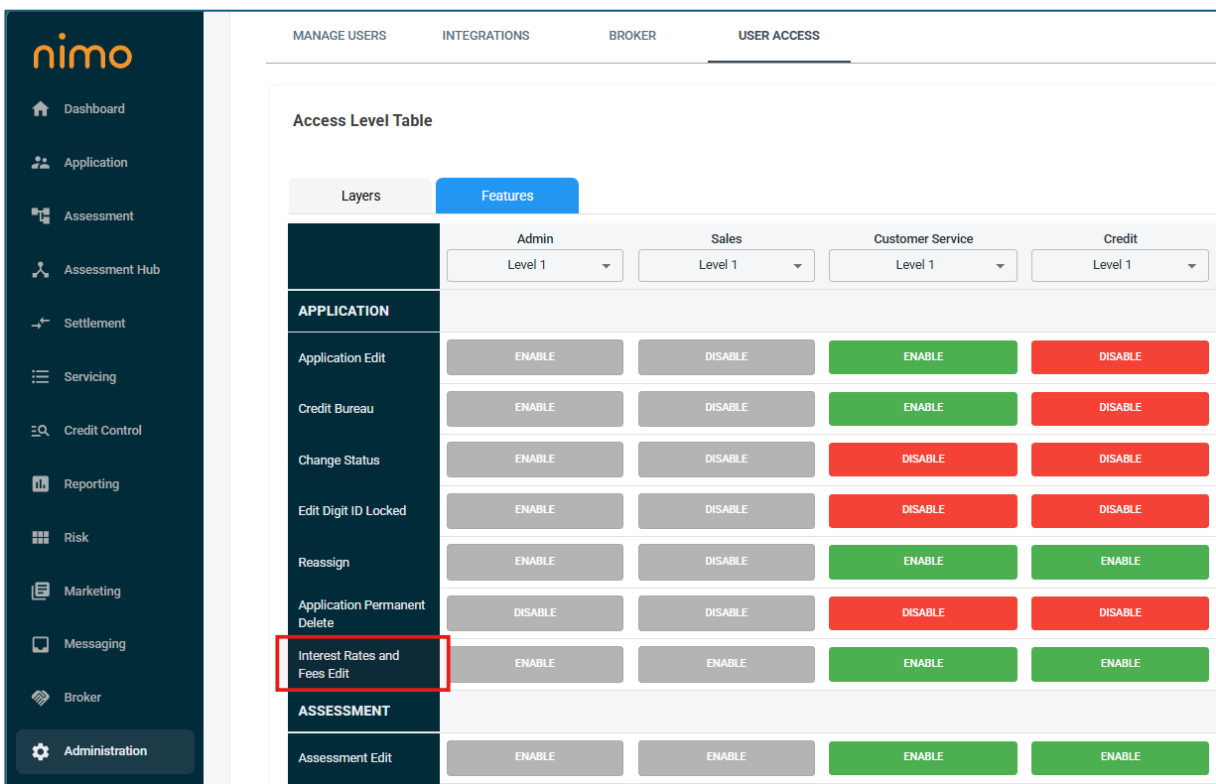 nimo
Dashboard
Application
Assessment
Assessment Hub
Settlement
Servicing
Credit Control
Reporting
Risk
Marketing
Messaging
Broker
Administration
MANAGE USERS INTEGRATIONS BROKER USER ACCESS
Access Level Table
Layers Features
Admin Sales Customer Service Credit
Level 1 Level 1 Level 1 Level 1
APPLICATION
Application Edit ENABLE DISABLE ENABLE DISABLE
Credit Bureau ENABLE DISABLE ENABLE DISABLE
Change Status ENABLE DISABLE DISABLE DISABLE
Edit Digit ID Locked ENABLE DISABLE DISABLE DISABLE
Reassign ENABLE DISABLE ENABLE ENABLE
Application Permanent
Delete DISABLE DISABLE DISABLE DISABLE
Interest Rates and
Fees Edit ENABLE ENABLE ENABLE ENABLE
ASSESSMENT
Assessment Edit ENABLE DISABLE ENABLE ENABLE